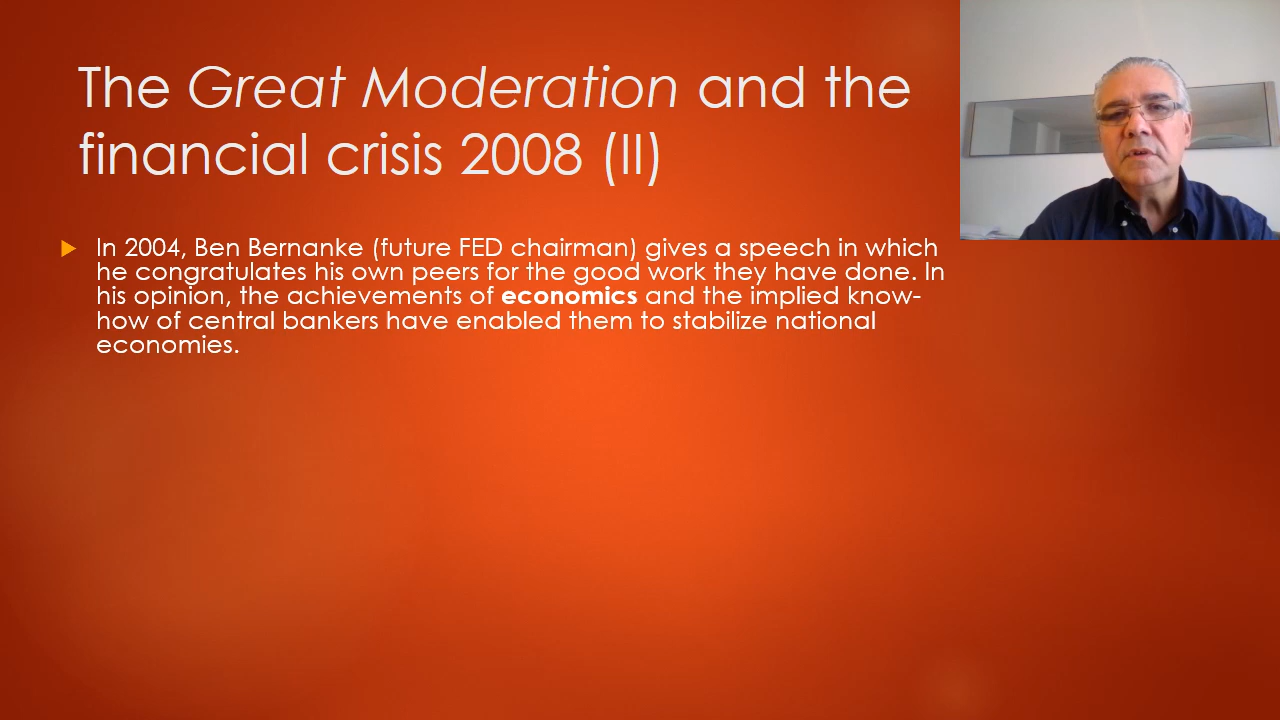 The Great Moderation and the
financial crisis 2008 (II)
In 2004, Ben Bernanke (future FED chairman) gives a speech in which
he congratulates his own peers for the good work they have done. In
his opinion, the achievements of economics and the implied know-
how of central bankers have enabled them to stabilize national
economies.